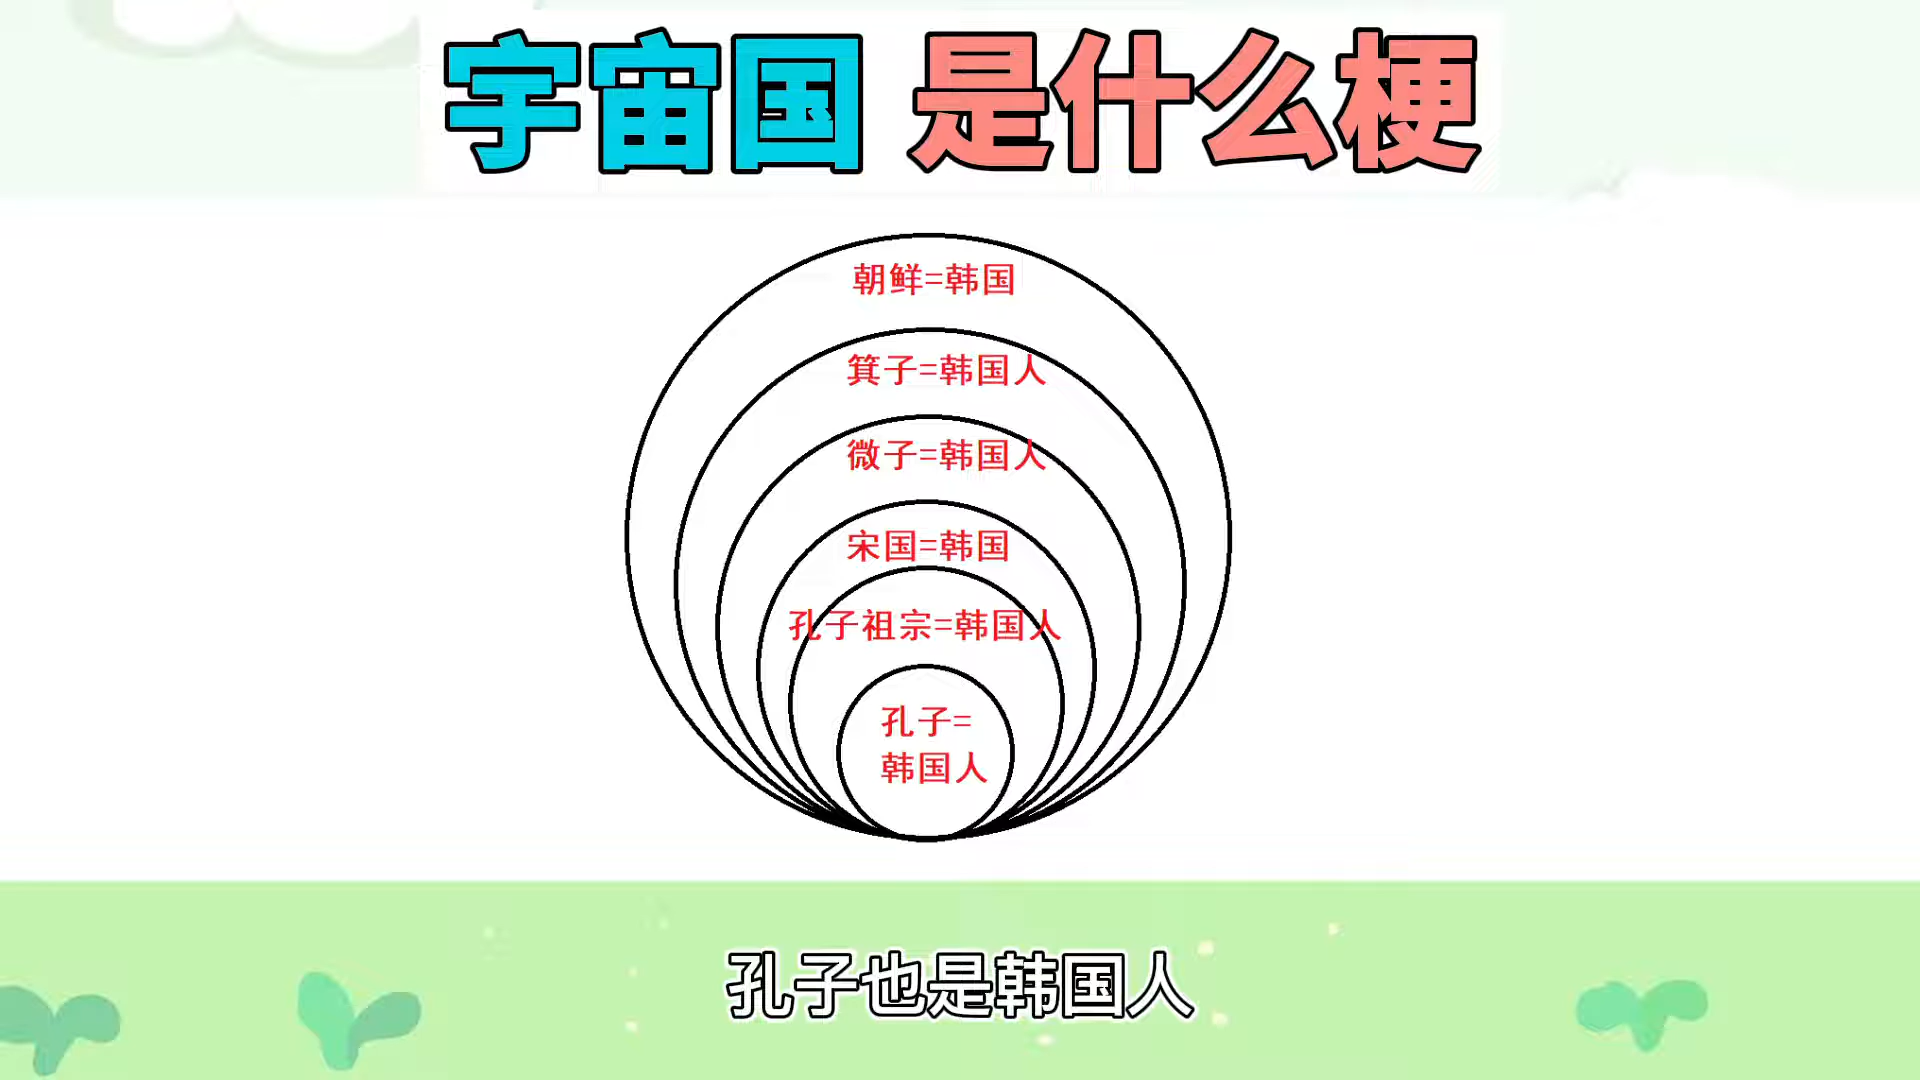 宇宙国 是什么梗
朝鲜=韩国
箕子=韩国人
微子=韩国人
宋国=韩国
孔子祖宗=韩国人
孔子=
韩国人
孔子也是韩国人